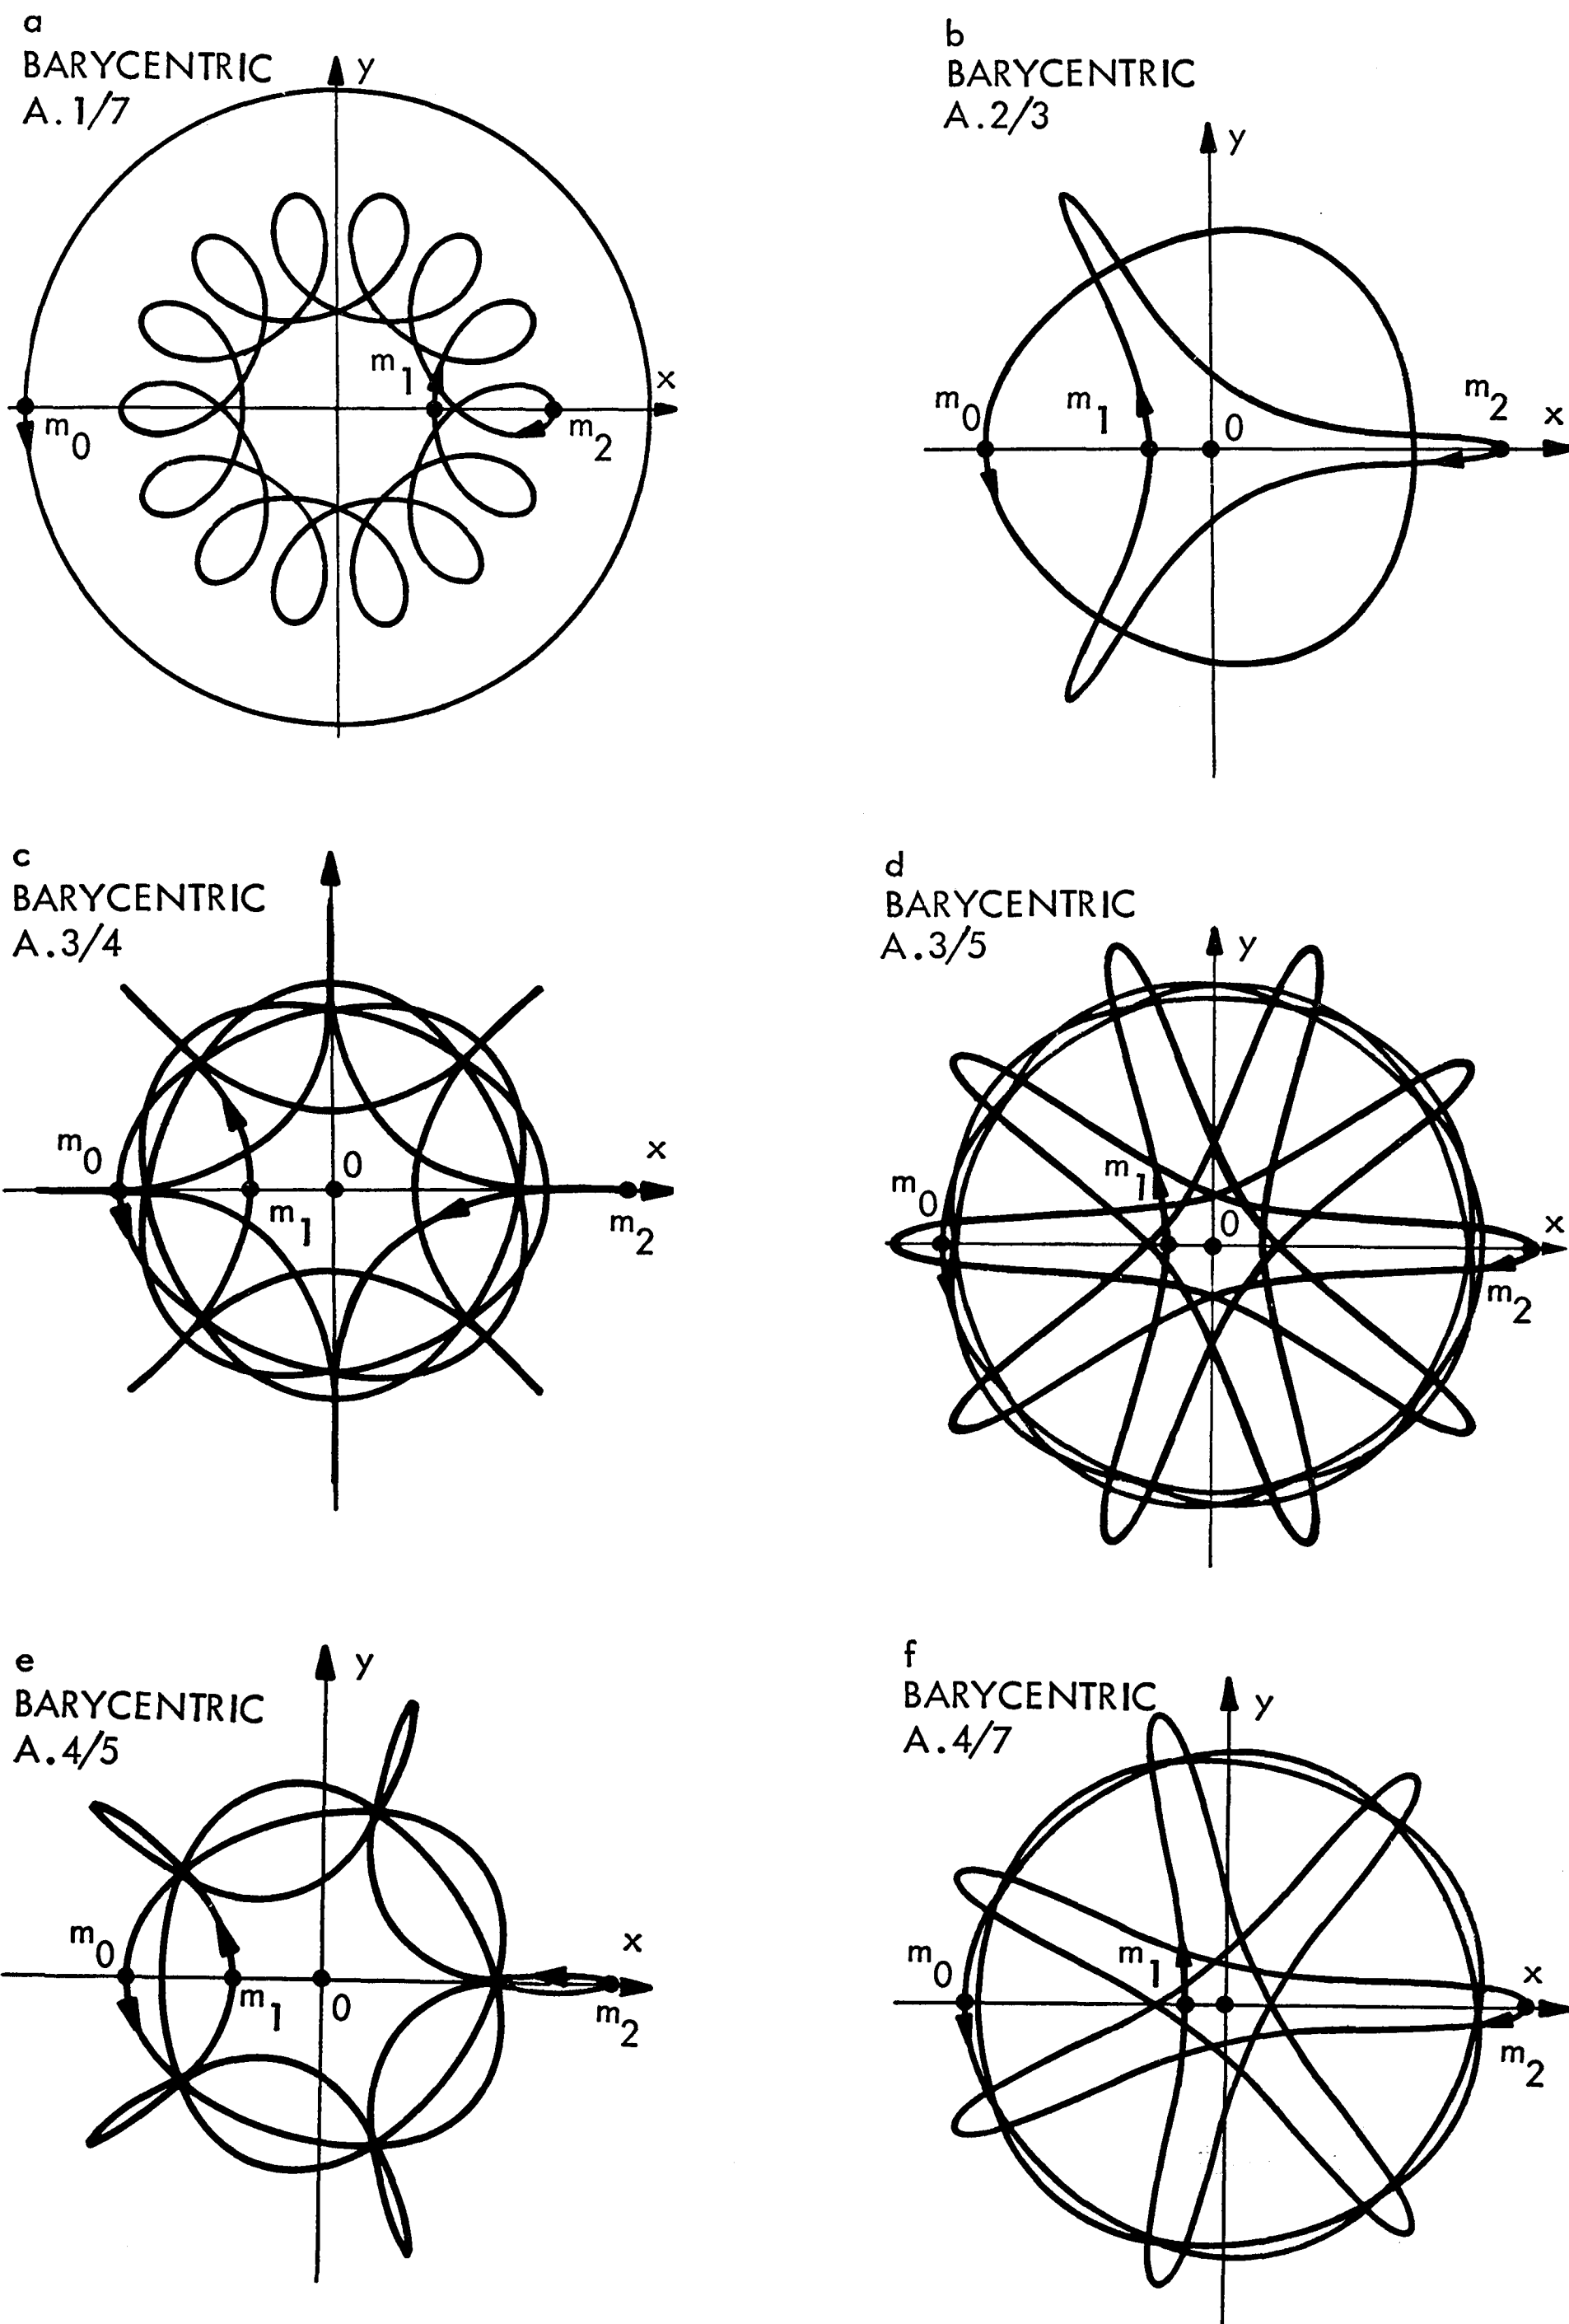 a
BARYCENTRIC
A.1/7
y
m1
x
m0
m2
b
BARYCENTRIC
A.2/3
y
m0
m1
0
m2
x
c
BARYCENTRIC
A.3/4
m0
0
x
m1
m2
d
BARYCENTRIC
A.3/5
y
m1
m0
0
x
m2
e
BARYCENTRIC
A.4/5
y
m0
x
m1
0
m2
f
BARYCENTRIC
A.4/7
y
m0
m1
x
m2